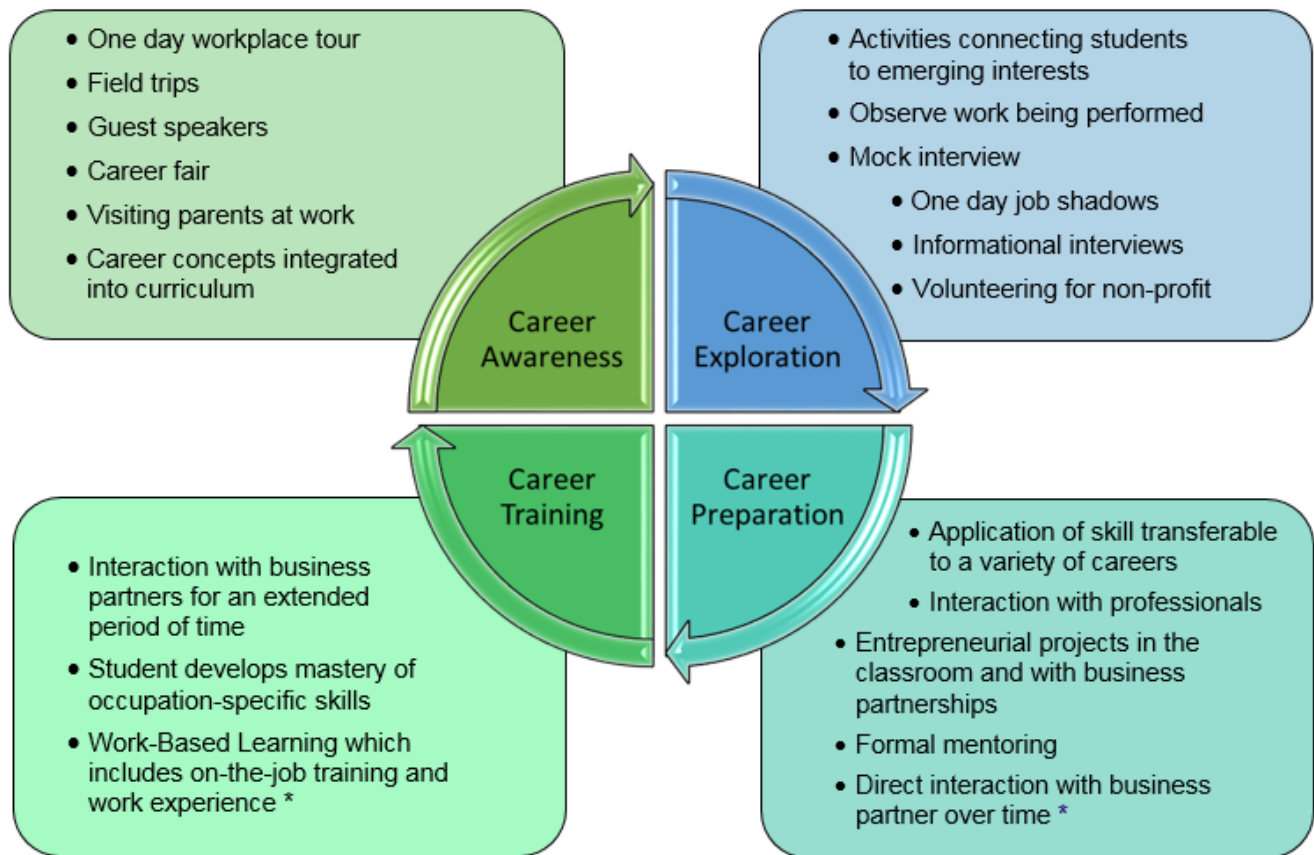 • One day workplace tour
• Field trips
• Guest speakers
• Career fair
• Visiting parents at work
• Career concepts integrated
into curriculum
• Activities connecting students
to emerging interests
• Observe work being performed
• Mock interview
• One day job shadows
• Informational interviews
• Volunteering for non-profit
Career
Awareness
Career
Exploration
Career
Training
Career
Preparation
• Interaction with business
partners for an extended
period of time
• Student develops mastery of
occupation-specific skills
• Work-Based Learning which
includes on-the-job training and
work experience *
• Application of skill transferable
to a variety of careers
• Interaction with professionals
• Entrepreneurial projects in the
classroom and with business
partnerships
• Formal mentoring
• Direct interaction with business
partner over time *